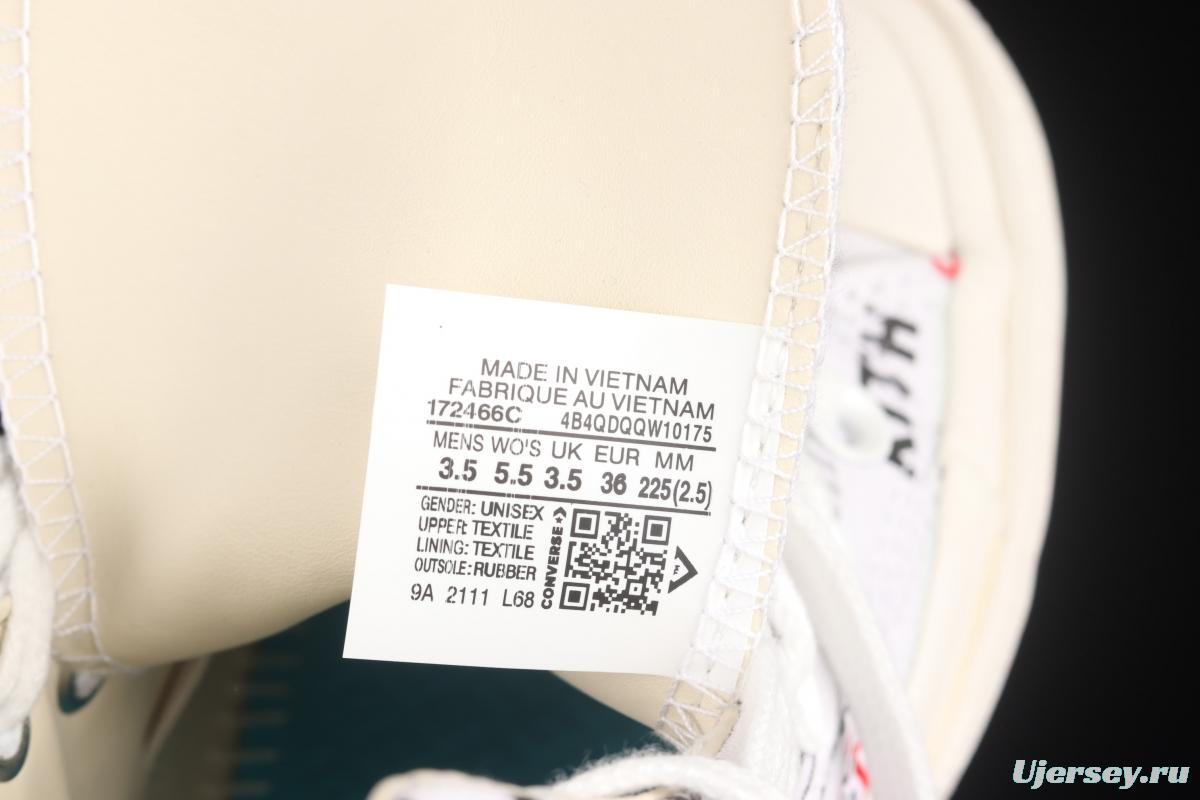 MADE IN VIETNAM
FABRIQUE AU VIETNAM
172466C 4B4QDQQW10175
MENS WO'S UK EUR MM
3.5 5.5 3.5 36 225(2.5)
GENDER: UNISEX
UPPER: TEXTILE
LINING: TEXTILE
OUTSOLE: RUBBER
9A 2111 L68
CONVERSE
F
KITH
Ujersey.ru